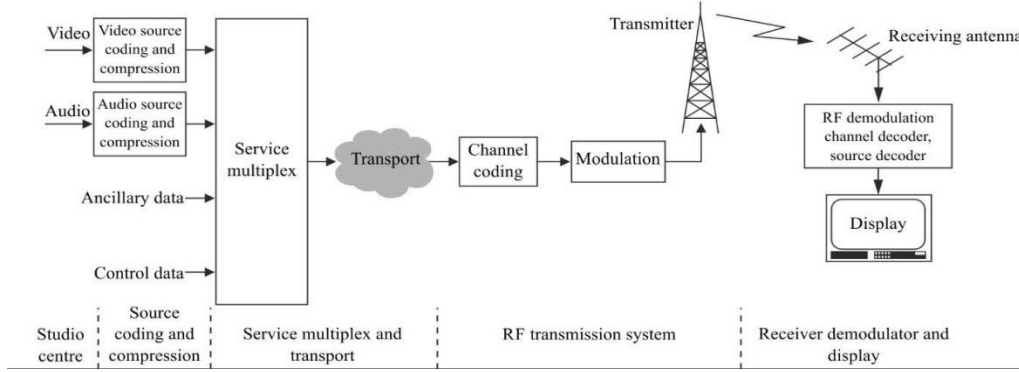 Video
Video source
coding and
compression
Audio
Audio source
coding and
compression
Ancillary data
Control data
Service
multiplex
Transport
Channel
coding
Modulation
Transmitter
Receiving antenna
RF demodulation
channel decoder,
source decoder
Display
Studio
centre
Source
coding and
compression
Service multiplex and
transport
RF transmission system
Receiver demodulator and
display